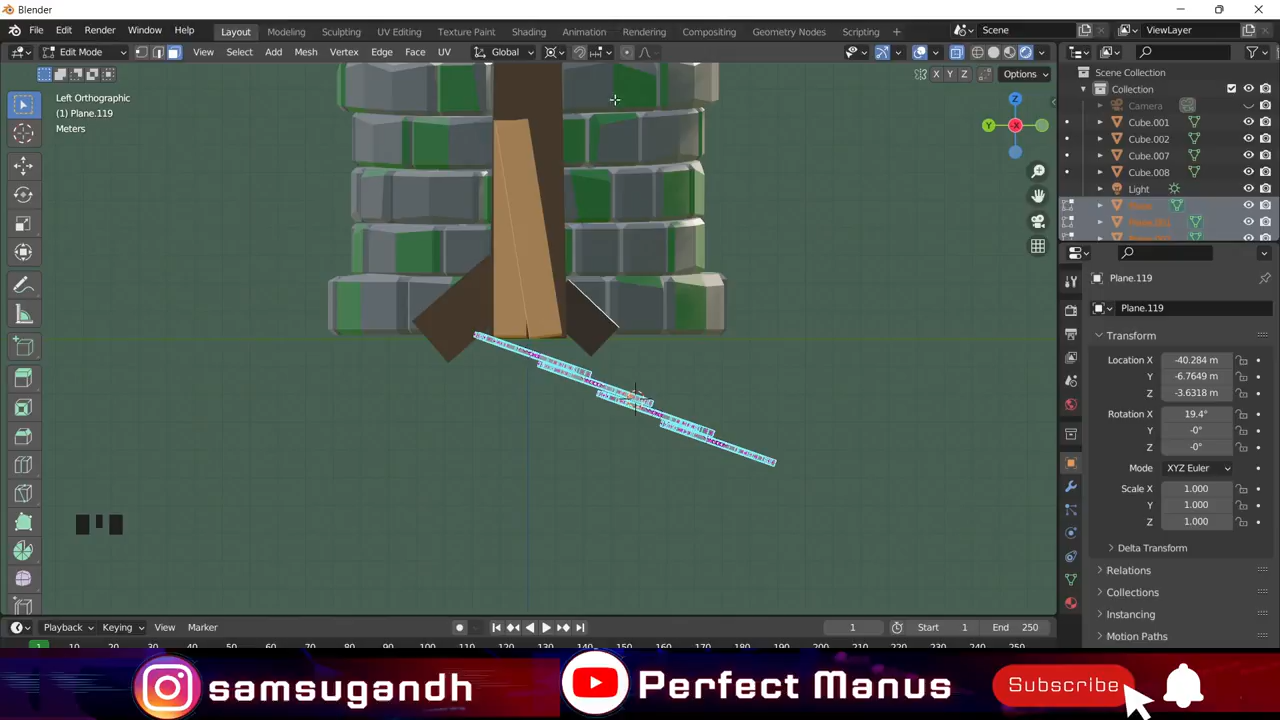 Blender
File Edit Render Window Help Layout Modeling Sculpting UV Editing Texture Paint Shading Animation Rendering Compositing Geometry Nodes Scripting + Scene ViewLayer
Edit Mode View Select Add Mesh Vertex Edge Face UV Global
X Y Z Options
Left Orthographic
(1) Plane.119
Meters
Z
Y X
Scene Collection
Collection
Camera
Cube.001
Cube.002
Cube.007
Cube.008
Light
Plane
Plane.119
Plane.119
Transform
Location X -40.284 m
Y -6.7649 m
Z -3.6318 m
Rotation X 19.4°
Y -0°
Z -0°
Mode XYZ Euler
Scale X 1.000
Y 1.000
Z 1.000
Delta Transform
Relations
Collections
Instancing
Motion Paths
Playback Keying View Marker 1 Start 1 End 250
1 10 20 30 40 50 60 70 80 90 100 110 120 130 140 150 160 170 180 190 200 210 220 230 240 250
samsugandh Perfect Manus Subscribe